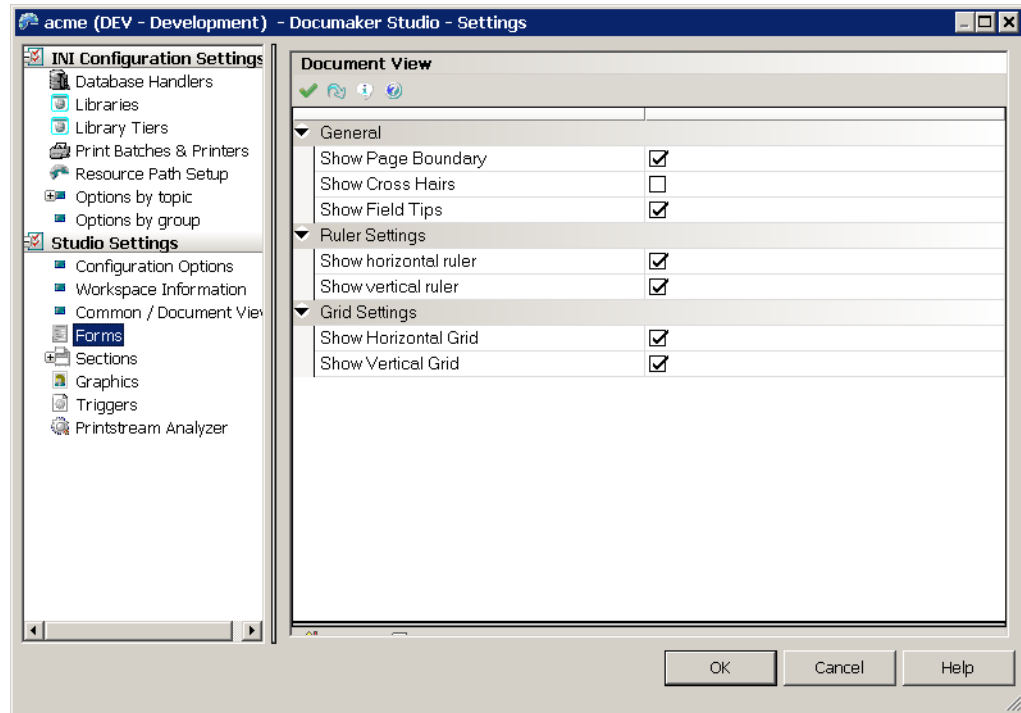 acme (DEV - Development) - Documaker Studio - Settings
INI Configuration Settings
Database Handlers
Libraries
Library Tiers
Print Batches & Printers
Resource Path Setup
Options by topic
Options by group
Studio Settings
Configuration Options
Workspace Information
Common / Document Viev
Forms
Sections
Graphics
Triggers
Printstream Analyzer
Document View
General
Show Page Boundary
Show Cross Hairs
Show Field Tips
Ruler Settings
Show horizontal ruler
Show vertical ruler
Grid Settings
Show Horizontal Grid
Show Vertical Grid
OK Cancel Help